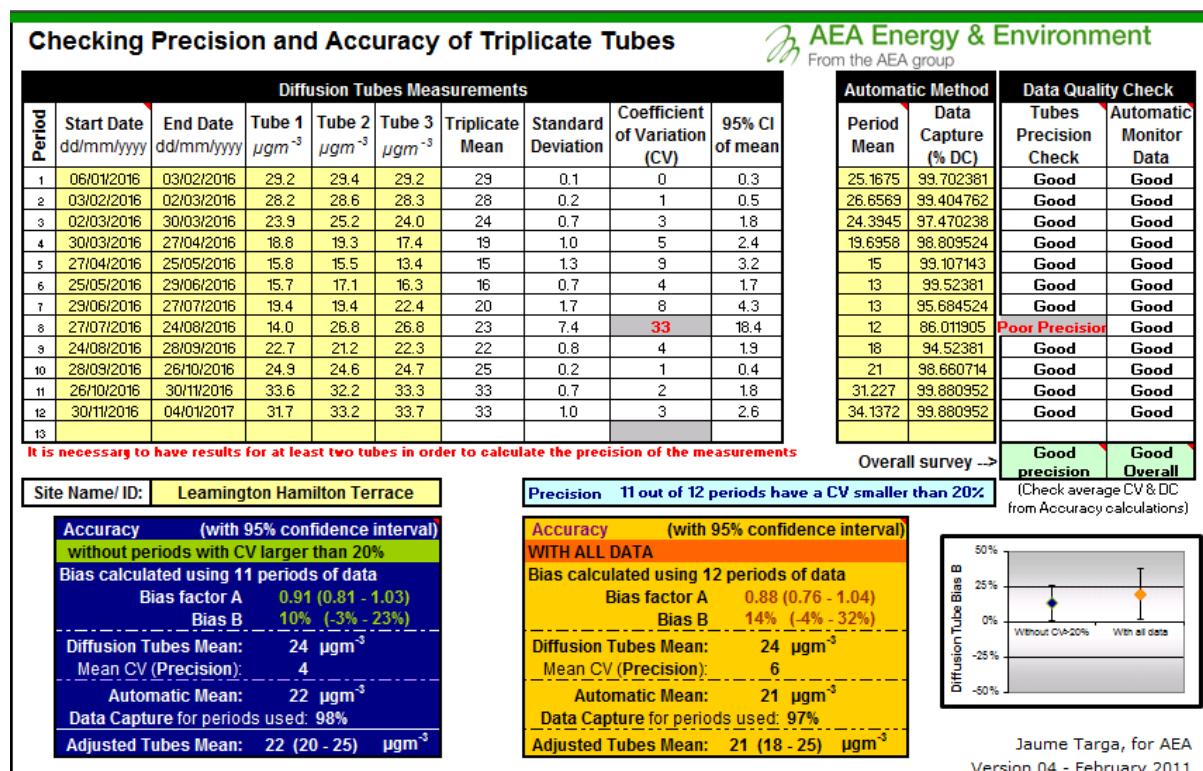 Checking Precision and Accuracy of Triplicate Tubes
AEA Energy & Environment
From the AEA group
Diffusion Tubes Measurements
Automatic Method
Data Quality Check
Period | Start Date dd/mm/yyyy | End Date dd/mm/yyyy | Tube 1 µgm-3 | Tube 2 µgm-3 | Tube 3 µgm-3 | Triplicate Mean | Standard Deviation | Coefficient of Variation (CV) | 95% CI of mean | Period Mean | Data Capture (% DC) | Tubes Precision Check | Automatic Monitor Data
1 06/01/2016 03/02/2016 29.2 29.4 29.2 29 0.1 0 0.3 25.1675 99.702381 Good Good
2 03/02/2016 02/03/2016 28.2 28.6 28.3 28 0.2 1 0.5 26.6569 99.404762 Good Good
3 02/03/2016 30/03/2016 23.9 25.2 24.0 24 0.7 3 1.8 24.3945 97.470238 Good Good
4 30/03/2016 27/04/2016 18.8 19.3 17.4 19 1.0 5 2.4 19.6958 98.809524 Good Good
5 27/04/2016 25/05/2016 15.8 15.5 13.4 15 1.3 9 3.2 15 99.107143 Good Good
6 25/05/2016 29/06/2016 15.7 17.1 16.3 16 0.7 4 1.7 13 99.52381 Good Good
7 29/06/2016 27/07/2016 19.4 19.4 22.4 20 1.7 8 4.3 13 95.684524 Good Good
8 27/07/2016 24/08/2016 14.0 26.8 26.8 23 7.4 33 18.4 12 86.011905 Poor Precision Good
9 24/08/2016 28/09/2016 22.7 21.2 22.3 22 0.8 4 1.9 18 94.52381 Good Good
10 28/09/2016 26/10/2016 24.9 24.6 24.7 25 0.2 1 0.4 21 98.660714 Good Good
11 26/10/2016 30/11/2016 33.6 32.2 33.3 33 0.7 2 1.8 31.227 99.880952 Good Good
12 30/11/2016 04/01/2017 31.7 33.2 33.7 33 1.0 3 2.6 34.1372 99.880952 Good Good
13
It is necessary to have results for at least two tubes in order to calculate the precision of the measurements
Overall survey --> Good precision Good Overall
(Check average CV & DC
from Accuracy calculations)
Site Name/ ID: Leamington Hamilton Terrace
Precision 11 out of 12 periods have a CV smaller than 20%
Accuracy (with 95% confidence interval)
without periods with CV larger than 20%
Bias calculated using 11 periods of data
Bias factor A 0.91 (0.81 - 1.03)
Bias B 10% (-3% - 23%)
Diffusion Tubes Mean: 24 µgm-3
Mean CV (Precision): 4
Automatic Mean: 22 µgm-3
Data Capture for periods used: 98%
Adjusted Tubes Mean: 22 (20 - 25) µgm-3
Accuracy (with 95% confidence interval)
WITH ALL DATA
Bias calculated using 12 periods of data
Bias factor A 0.88 (0.76 - 1.04)
Bias B 14% (-4% - 32%)
Diffusion Tubes Mean: 24 µgm-3
Mean CV (Precision): 6
Automatic Mean: 21 µgm-3
Data Capture for periods used: 97%
Adjusted Tubes Mean: 21 (18 - 25) µgm-3
Diffusion Tube Bias B
50%
25%
0%
-25%
-50%
Without CV>20%
With all data
Jaume Targa, for AEA
Version 04 - February 2011